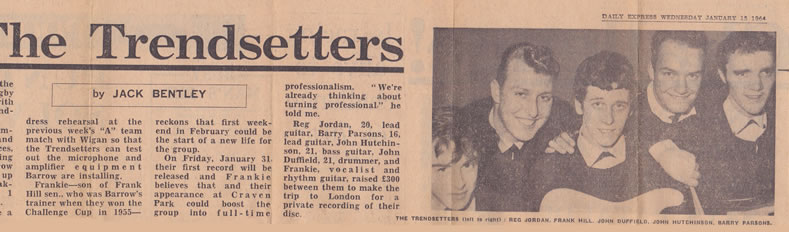 DAILY EXPRESS WEDNESDAY JANUARY 15 1964
The Trendsetters
by JACK BENTLEY
the
with
and
up
1
dress rehearsal at the
previous week's "A" team
match with Wigan so that
the Trendsetters can test
out the microphone and
amplifier equipment
Barrow are installing.
Frankie—son of Frank
Hill sen., who was Barrow's
trainer when they won the
Challenge Cup in 1955—
reckons that first week-
end in February could be
the start of a new life for
the group.
On Friday, January 31,
their first record will be
released and Frankie
believes that and their
appearance at Craven
Park could boost the
group into full-time
professionalism. "We're
already thinking about
turning professional," he
told me.
Reg Jordan, 20, lead
guitar, Barry Parsons, 16,
lead guitar, John Hutchin-
son, 21, bass guitar, John
Duffield, 21, drummer, and
Frankie, vocalist and
rhythm guitar, raised £300
between them to make the
trip to London for a
private recording of their
disc.
THE TRENDSETTERS (left to right) : REG JORDAN, FRANK HILL, JOHN DUFFIELD, JOHN HUTCHINSON, BARRY PARSONS.